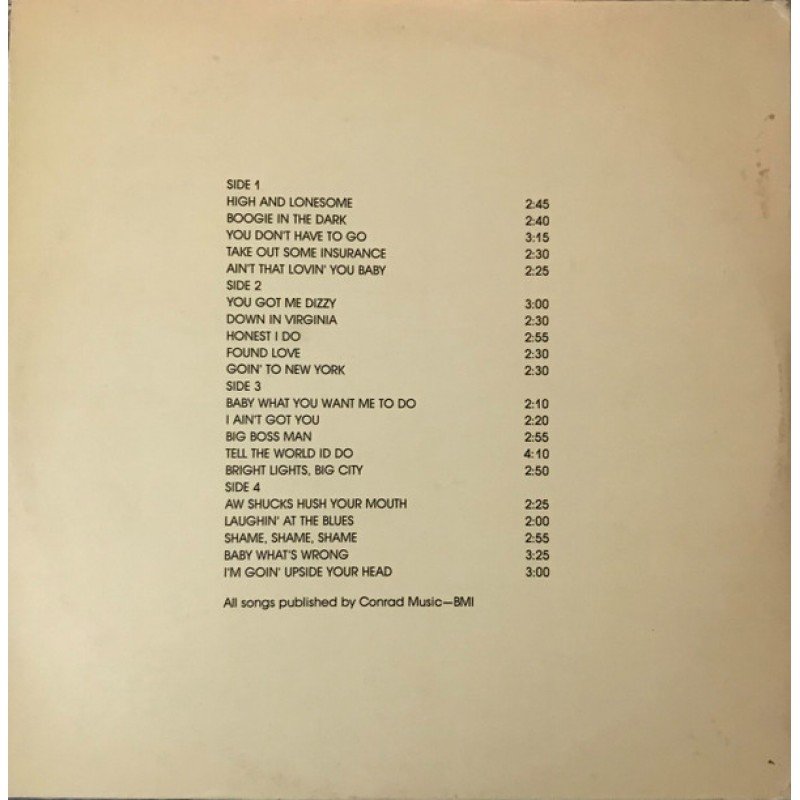 SIDE 1
HIGH AND LONESOME 2:45
BOOGIE IN THE DARK 2:40
YOU DON'T HAVE TO GO 3:15
TAKE OUT SOME INSURANCE 2:30
AIN'T THAT LOVIN' YOU BABY 2:25
SIDE 2
YOU GOT ME DIZZY 3:00
DOWN IN VIRGINIA 2:30
HONEST I DO 2:55
FOUND LOVE 2:30
GOIN' TO NEW YORK 2:30
SIDE 3
BABY WHAT YOU WANT ME TO DO 2:10
I AIN'T GOT YOU 2:20
BIG BOSS MAN 2:55
TELL THE WORLD ID DO 4:10
BRIGHT LIGHTS, BIG CITY 2:50
SIDE 4
AW SHUCKS HUSH YOUR MOUTH 2:25
LAUGHIN' AT THE BLUES 2:00
SHAME, SHAME, SHAME 2:55
BABY WHAT'S WRONG 3:25
I'M GOIN' UPSIDE YOUR HEAD 3:00
All songs published by Conrad Music—BMI